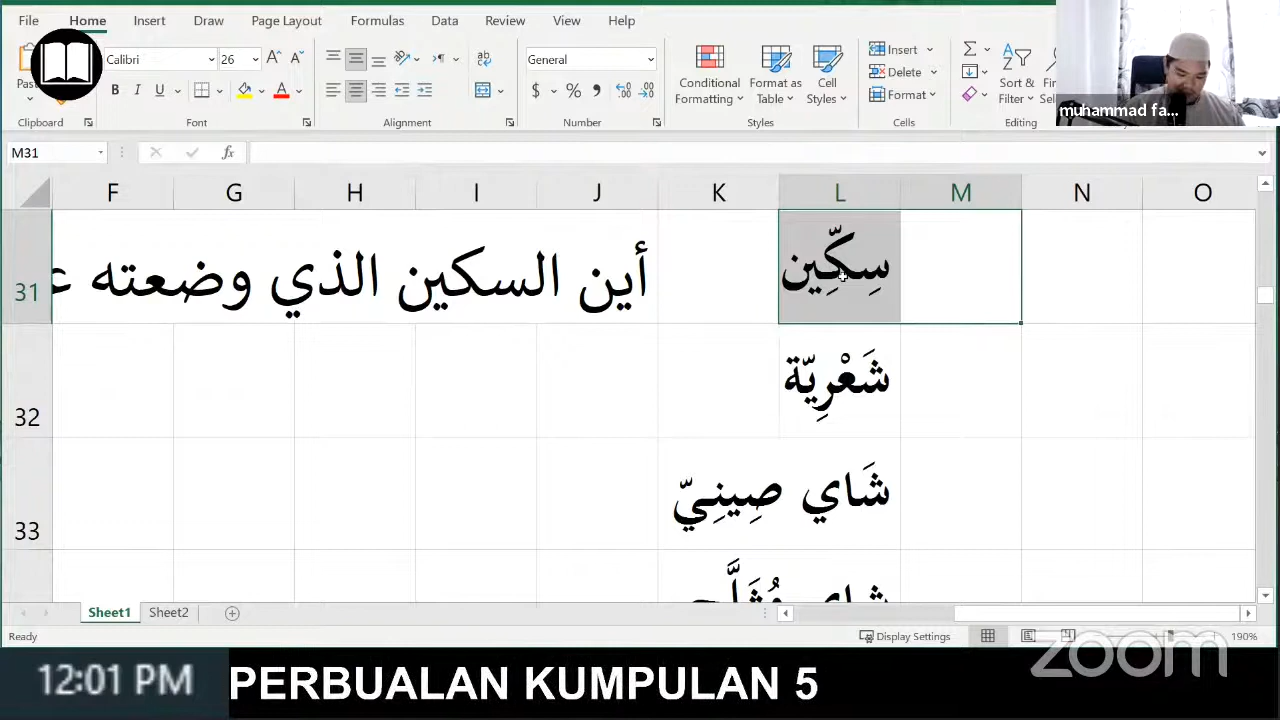 File Home Insert Draw Page Layout Formulas Data Review View Help
Calibri 26 General Insert
Delete
Format
Conditional Formatting Format as Table Cell Styles Sort & Filter
Clipboard Font Alignment Number Styles Cells Editing
muhammad fa...
M31
F G H I J K L M N O
31 أين السكين الذي وضعته سِكِّين
32 شَعْرِيّة
33 شَاي صِينِيّ
Sheet1 Sheet2
Ready Display Settings 190%
zoom
12:01 PM PERBUALAN KUMPULAN 5